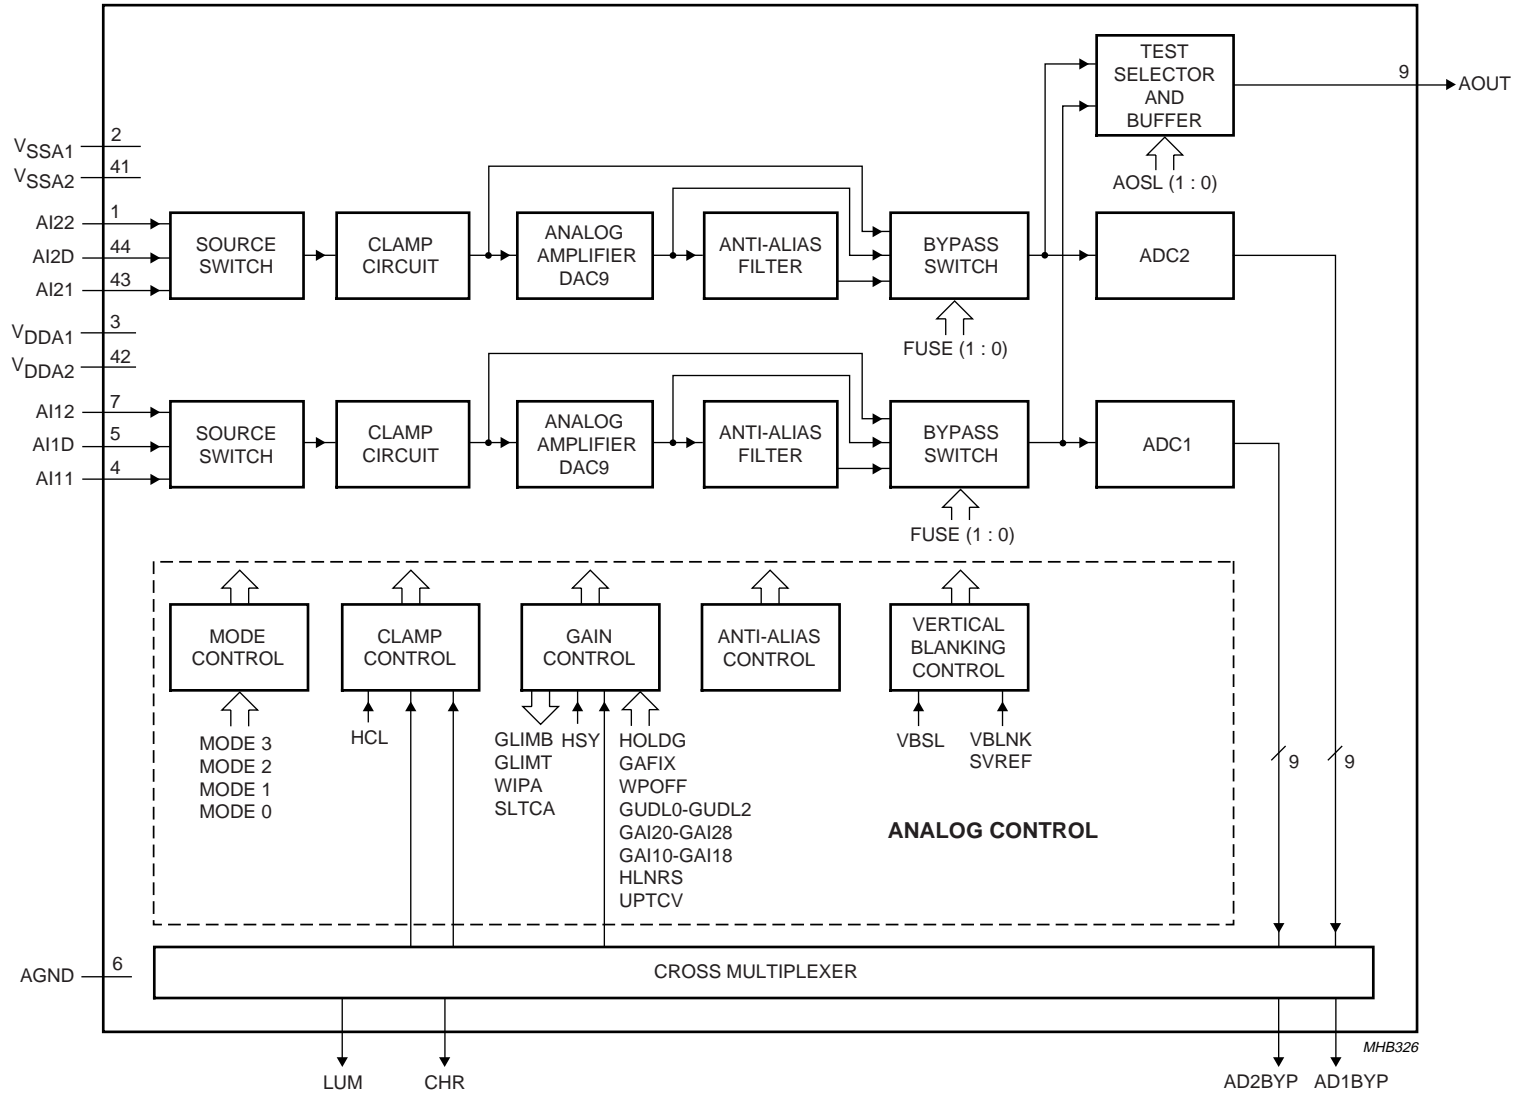 TEST
SELECTOR
AND
BUFFER
9
AOUT
AOSL (1 : 0)
VSSA1
2
VSSA2
41
AI22
1
AI2D
44
AI21
43
SOURCE
SWITCH
CLAMP
CIRCUIT
ANALOG
AMPLIFIER
DAC9
ANTI-ALIAS
FILTER
BYPASS
SWITCH
ADC2
FUSE (1 : 0)
VDDA1
3
VDDA2
42
AI12
7
AI1D
5
AI11
4
SOURCE
SWITCH
CLAMP
CIRCUIT
ANALOG
AMPLIFIER
DAC9
ANTI-ALIAS
FILTER
BYPASS
SWITCH
ADC1
FUSE (1 : 0)
MODE
CONTROL
CLAMP
CONTROL
GAIN
CONTROL
ANTI-ALIAS
CONTROL
VERTICAL
BLANKING
CONTROL
MODE 3
MODE 2
MODE 1
MODE 0
HCL
GLIMB
GLIMT
WIPA
SLTCA
HSY
HOLDG
GAFIX
WPOFF
GUDL0-GUDL2
GAI20-GAI28
GAI10-GAI18
HLNRS
UPTCV
VBSL
VBLNK
SVREF
9
9
ANALOG CONTROL
AGND
6
CROSS MULTIPLEXER
MHB326
LUM
CHR
AD2BYP
AD1BYP